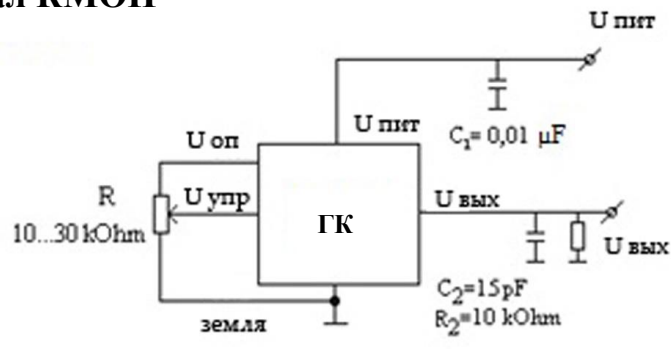 U пит
U пит
C₁= 0,01 µF
U оп
R
U упр
10...30 kOhm
ГК
U вых
U вых
C₂=15pF
R₂=10 kOhm
земля